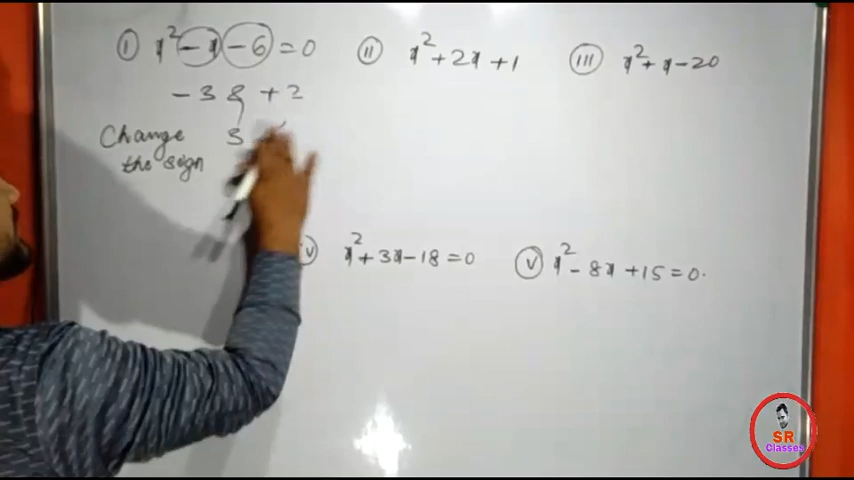 (i) x² - x - 6 = 0
(ii) x² + 2x + 1
(iii) x² + x - 20
- 3 & + 2
Change 3
the sign
iv) x² + 3x - 18 = 0
(v) x² - 8x + 15 = 0.
SR
Classes